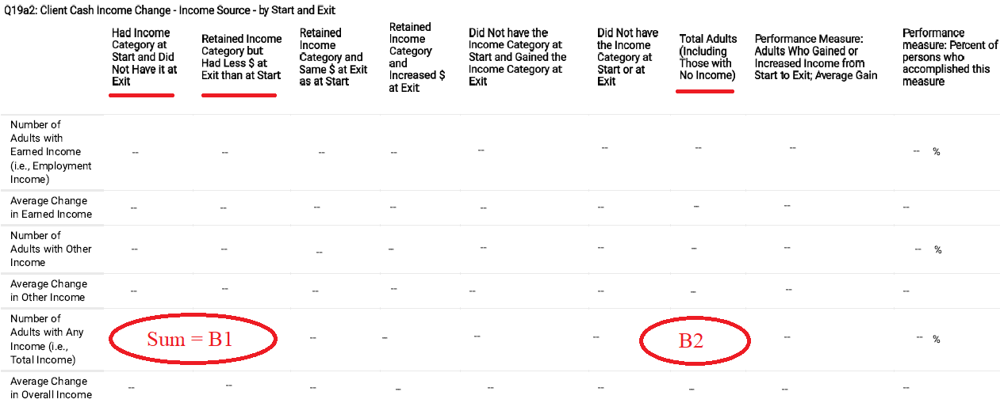 Q19a2: Client Cash Income Change - Income Source - by Start and Exit
Had Income
Category at
Start and Did
Not Have it at
Exit
Retained Income
Category but
Had Less $ at
Exit than at Start
Retained
Income
Category and
Same $ at Exit
as at Start
Retained
Income
Category
and
Increased $
at Exit
Did Not have the
Income Category at
Start and Gained the
Income Category at
Exit
Did Not have
the Income
Category at
Start or at
Exit
Total Adults
(Including
Those with
No Income)
Performance Measure:
Adults Who Gained or
Increased Income from
Start to Exit; Average Gain
Performance
measure: Percent of
persons who
accomplished this
measure
Number of
Adults with
Earned Income
(i.e., Employment
Income)
-- -- -- -- -- -- -- -- -- %
Average Change
in Earned Income
-- -- -- -- -- -- -- -- --
Number of
Adults with Other
Income
-- -- -- -- -- -- -- -- -- %
Average Change
in Other Income
-- -- -- -- -- -- -- -- --
Number of
Adults with Any
Income (i.e.,
Total Income)
Sum = B1 -- -- -- -- B2 -- -- %
Average Change
in Overall Income
-- -- -- -- -- -- -- -- --